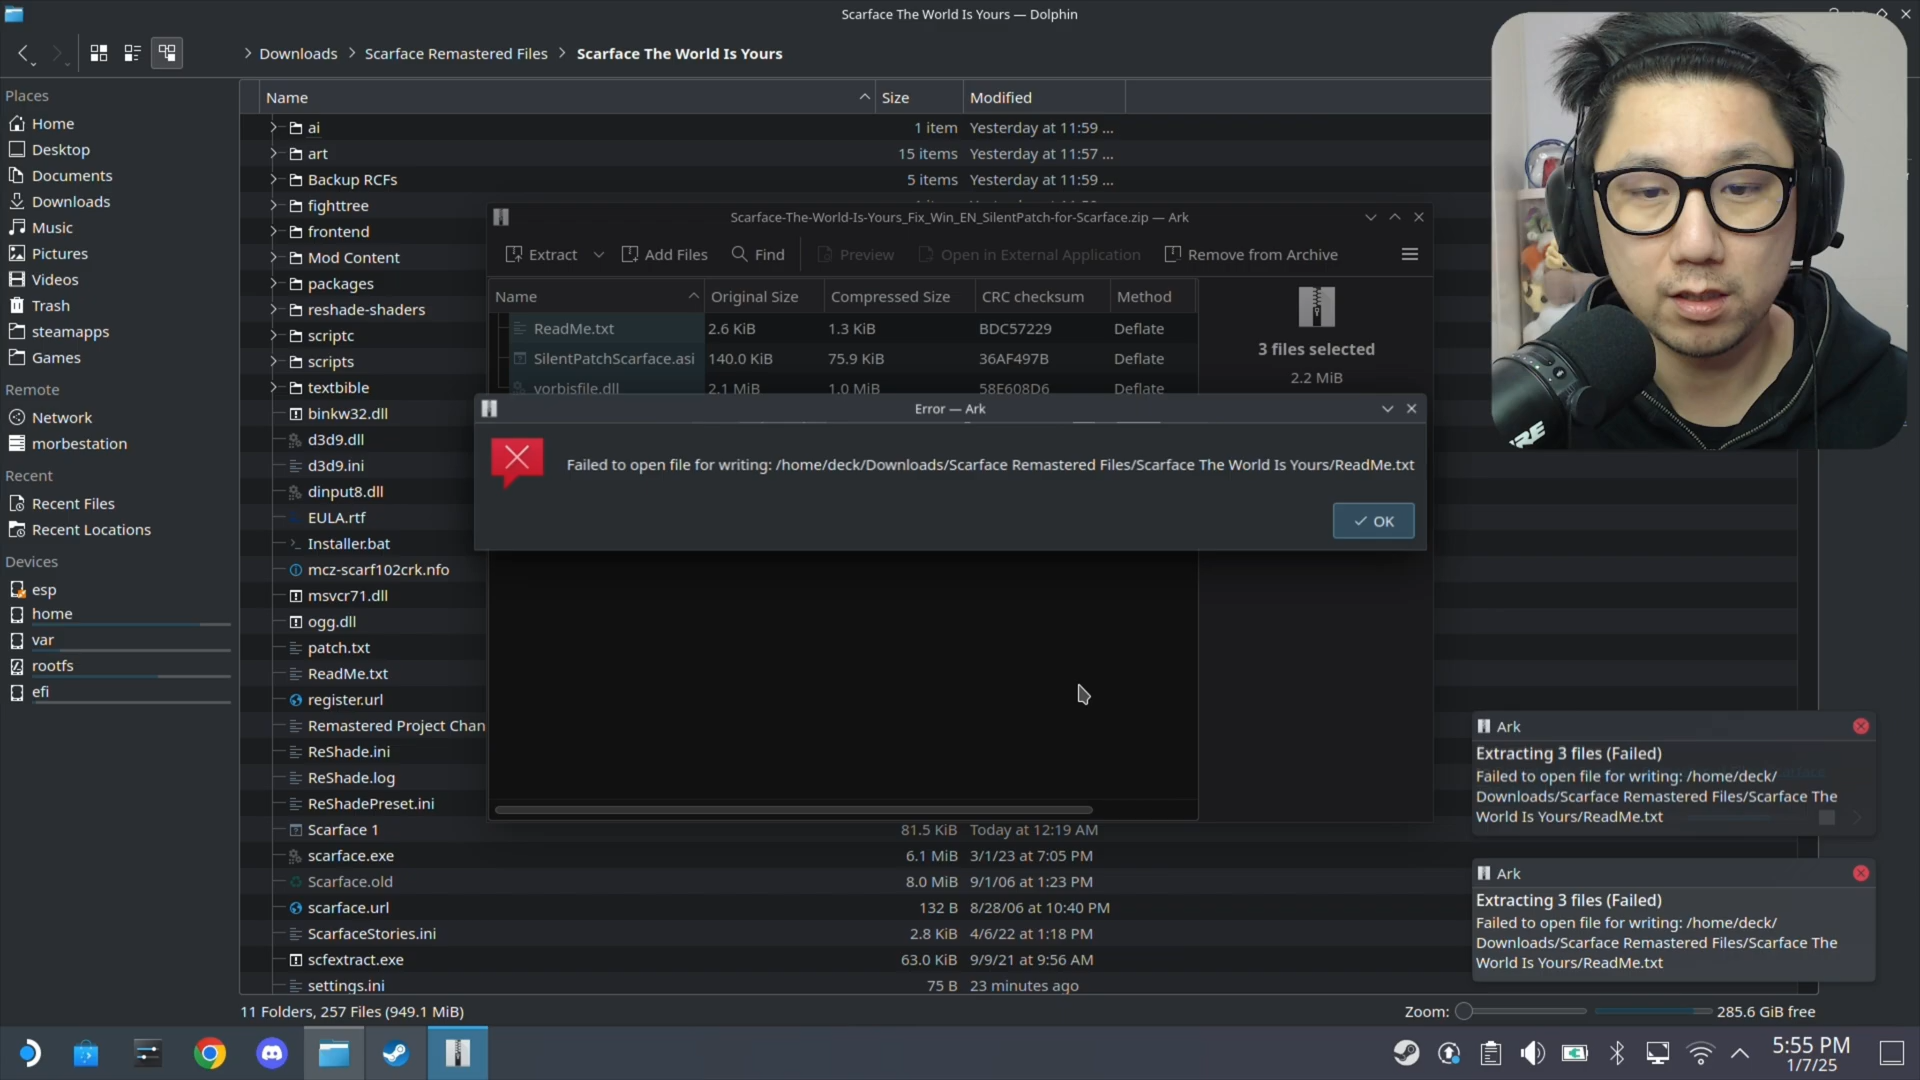 Scarface The World Is Yours — Dolphin
Downloads
Scarface Remastered Files
Scarface The World Is Yours
Places
Home
Desktop
Documents
Downloads
Music
Pictures
Videos
Trash
steamapps
Games
Remote
Network
morbestation
Recent
Recent Files
Recent Locations
Devices
esp
home
var
rootfs
efi
Name
Size
Modified
ai
1 item
Yesterday at 11:59 ...
art
15 items
Yesterday at 11:57 ...
Backup RCFs
5 items
Yesterday at 11:59 ...
fighttree
frontend
Mod Content
packages
reshade-shaders
scriptc
scripts
textbible
binkw32.dll
d3d9.dll
d3d9.ini
dinput8.dll
EULA.rtf
Installer.bat
mcz-scarf102crk.nfo
msvcr71.dll
ogg.dll
patch.txt
ReadMe.txt
register.url
Remastered Project Chan
ReShade.ini
ReShade.log
ReShadePreset.ini
Scarface 1
81.5 KiB
Today at 12:19 AM
scarface.exe
6.1 MiB
3/1/23 at 7:05 PM
Scarface.old
8.0 MiB
9/1/06 at 1:23 PM
scarface.url
132 B
8/28/06 at 10:40 PM
ScarfaceStories.ini
2.8 KiB
4/6/22 at 1:18 PM
scfextract.exe
63.0 KiB
9/9/21 at 9:56 AM
settings.ini
75 B
23 minutes ago
Scarface-The-World-Is-Yours_Fix_Win_EN_SilentPatch-for-Scarface.zip — Ark
Extract
Add Files
Find
Preview
Open in External Application
Remove from Archive
Name
Original Size
Compressed Size
CRC checksum
Method
ReadMe.txt
2.6 KiB
1.3 KiB
BDC57229
Deflate
SilentPatchScarface.asi
140.0 KiB
75.9 KiB
36AF497B
Deflate
vorbisfile.dll
2.1 MiB
1.0 MiB
58E608D6
Deflate
3 files selected
2.2 MiB
Error — Ark
Failed to open file for writing: /home/deck/Downloads/Scarface Remastered Files/Scarface The World Is Yours/ReadMe.txt
OK
Ark
Extracting 3 files (Failed)
Failed to open file for writing: /home/deck/
Downloads/Scarface Remastered Files/Scarface The
World Is Yours/ReadMe.txt
Ark
Extracting 3 files (Failed)
Failed to open file for writing: /home/deck/
Downloads/Scarface Remastered Files/Scarface The
World Is Yours/ReadMe.txt
11 Folders, 257 Files (949.1 MiB)
Zoom:
285.6 GiB free
5:55 PM
1/7/25